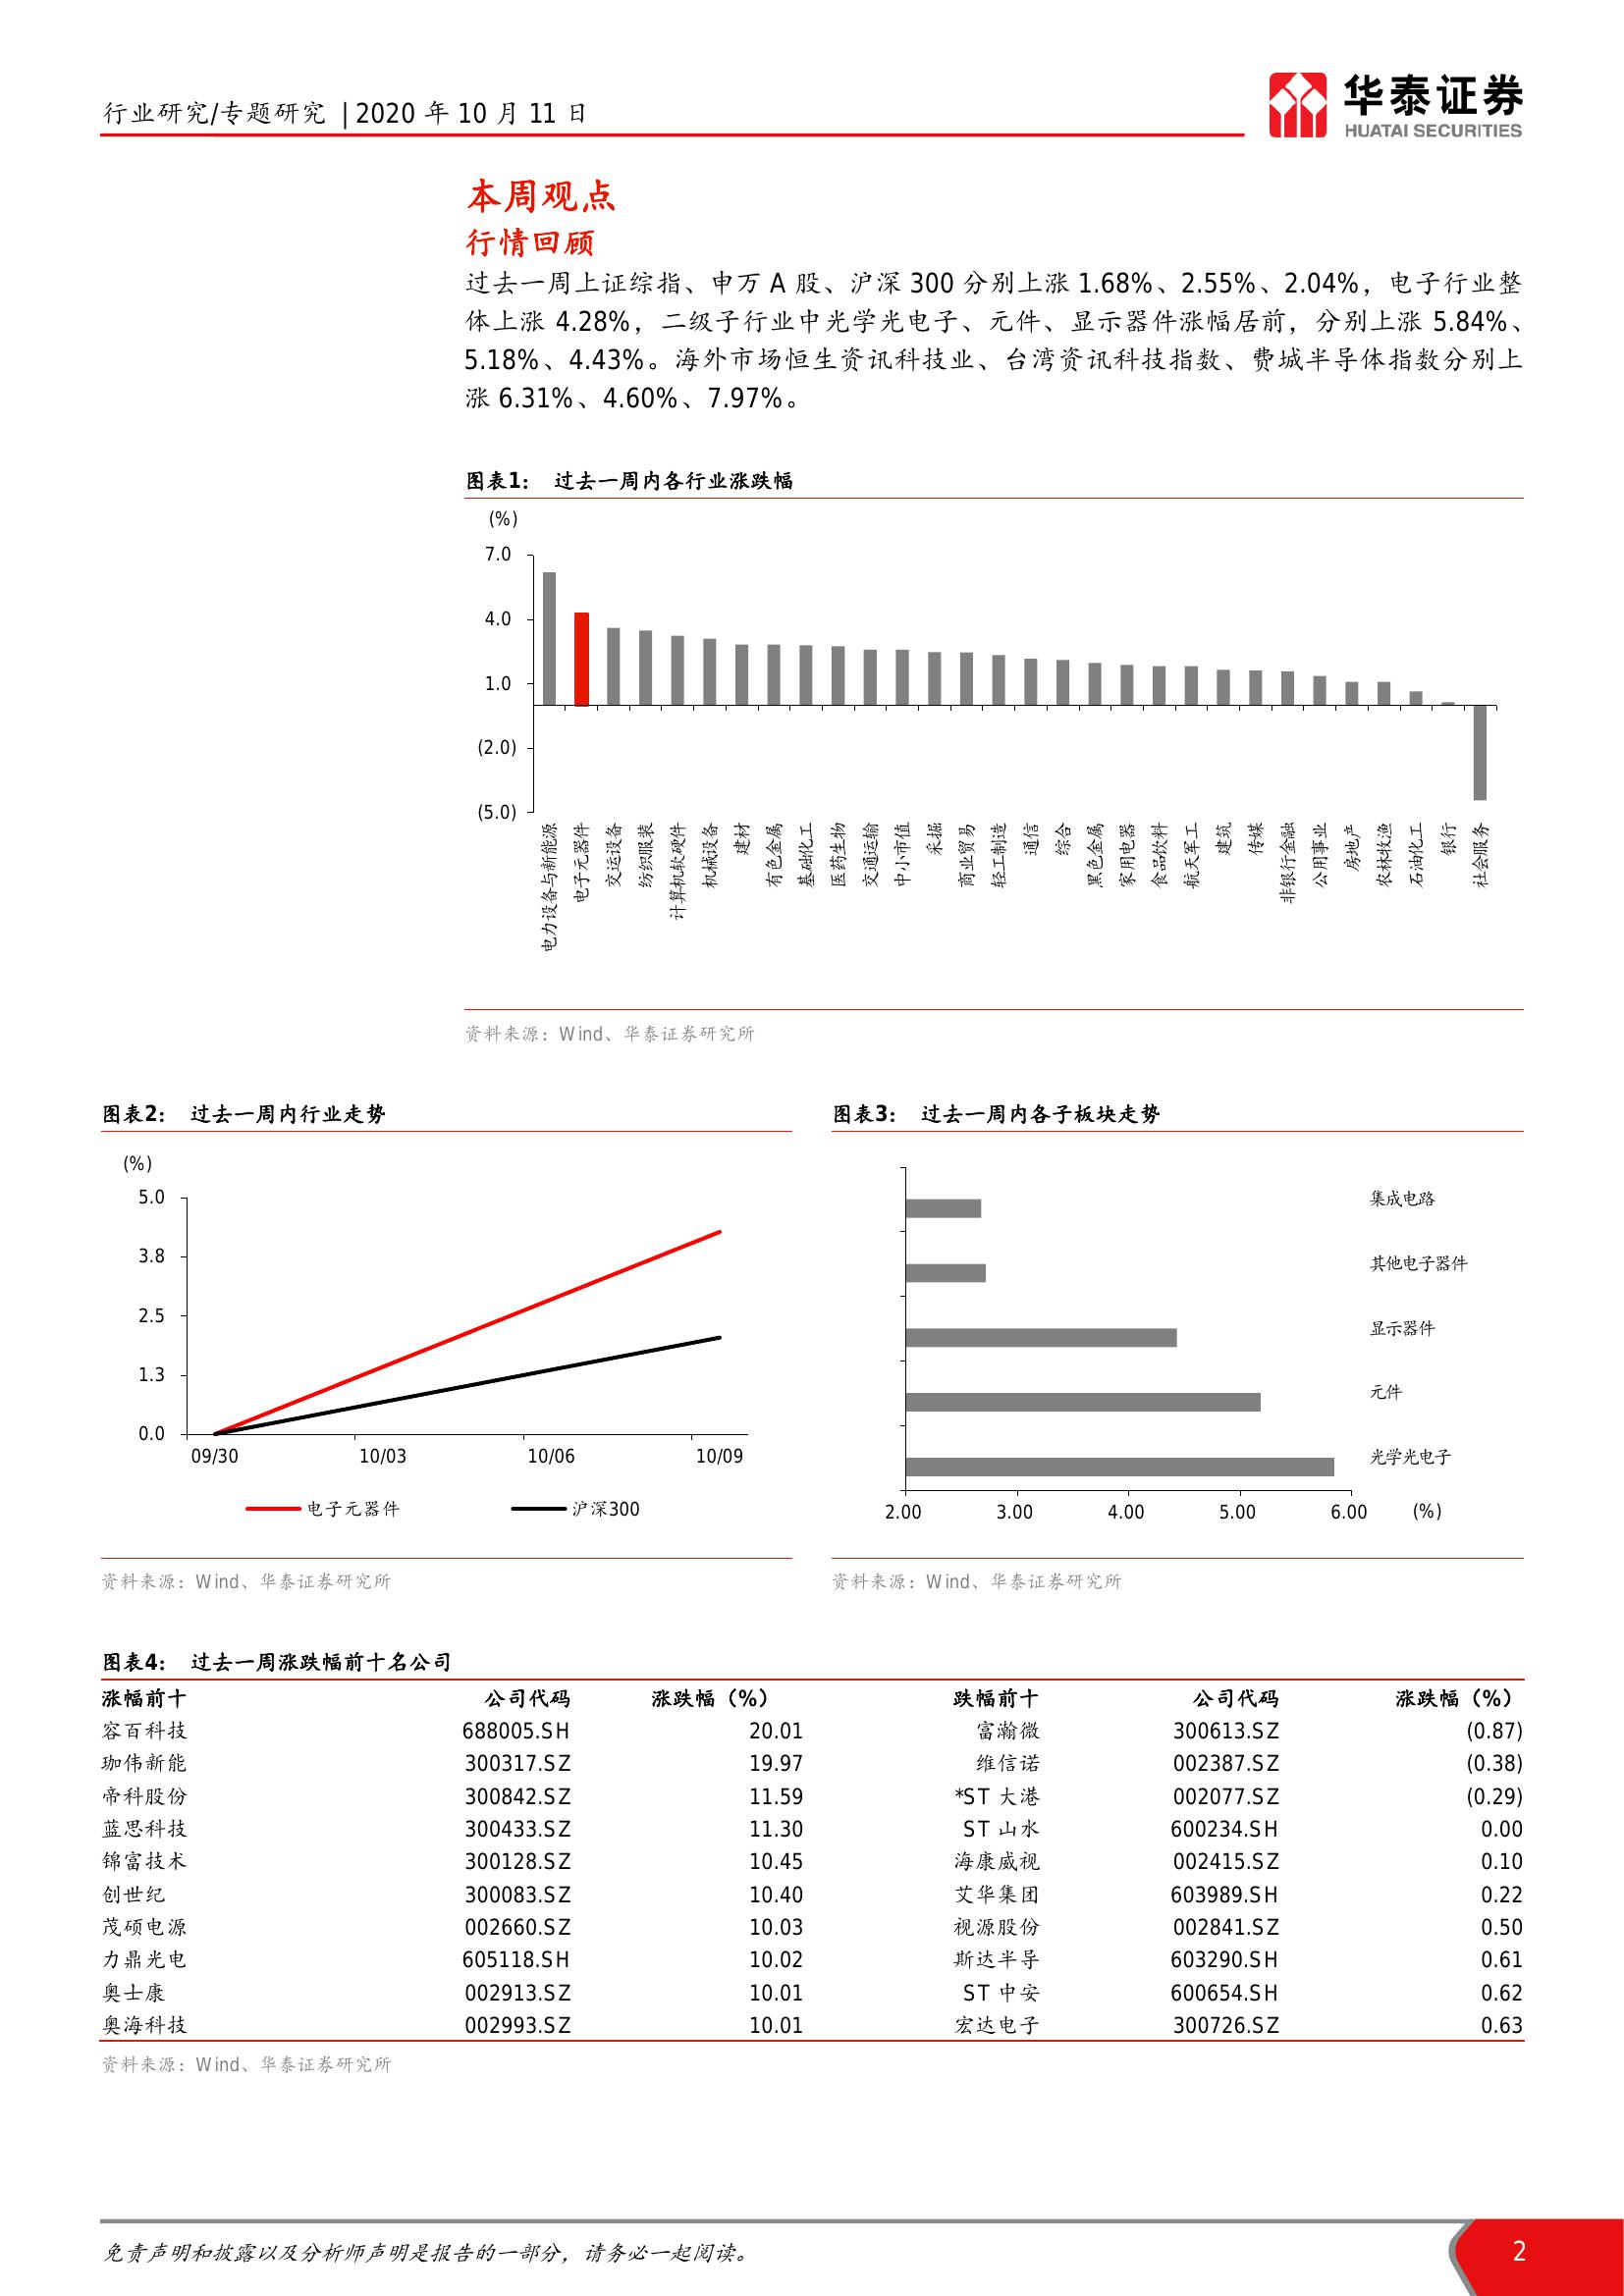 行业研究/专题研究 | 2020 年 10 月 11 日
华泰证券
HUATAI SECURITIES
本周观点
行情回顾
过去一周上证综指、申万 A 股、沪深 300 分别上涨 1.68%、2.55%、2.04%，电子行业整
体上涨 4.28%，二级子行业中光学光电子、元件、显示器件涨幅居前，分别上涨 5.84%、
5.18%、4.43%。海外市场恒生资讯科技业、台湾资讯科技指数、费城半导体指数分别上
涨 6.31%、4.60%、7.97%。
图表1： 过去一周内各行业涨跌幅
(%)
7.0
4.0
1.0
(2.0)
(5.0)
电力设备与新能源
电子元器件
交运设备
纺织服装
计算机软硬件
机械设备
建材
有色金属
基础化工
医药生物
交通运输
中小市值
采掘
商业贸易
轻工制造
通信
综合
黑色金属
家用电器
食品饮料
航天军工
建筑
传媒
非银行金融
公用事业
房地产
农林牧渔
石油化工
银行
社会服务
资料来源：Wind、华泰证券研究所
图表2： 过去一周内行业走势
(%)
5.0
3.8
2.5
1.3
0.0
09/30 10/03 10/06 10/09
电子元器件 沪深300
资料来源：Wind、华泰证券研究所
图表3： 过去一周内各子板块走势
集成电路
其他电子器件
显示器件
元件
光学光电子
2.00 3.00 4.00 5.00 6.00 (%)
资料来源：Wind、华泰证券研究所
图表4： 过去一周涨跌幅前十名公司
涨幅前十 公司代码 涨跌幅（%） 跌幅前十 公司代码 涨跌幅（%）
容百科技 688005.SH 20.01 富瀚微 300613.SZ (0.87)
珈伟新能 300317.SZ 19.97 维信诺 002387.SZ (0.38)
帝科股份 300842.SZ 11.59 *ST 大港 002077.SZ (0.29)
蓝思科技 300433.SZ 11.30 ST 山水 600234.SH 0.00
锦富技术 300128.SZ 10.45 海康威视 002415.SZ 0.10
创世纪 300083.SZ 10.40 艾华集团 603989.SH 0.22
茂硕电源 002660.SZ 10.03 视源股份 002841.SZ 0.50
力鼎光电 605118.SH 10.02 斯达半导 603290.SH 0.61
奥士康 002913.SZ 10.01 ST 中安 600654.SH 0.62
奥海科技 002993.SZ 10.01 宏达电子 300726.SZ 0.63
资料来源：Wind、华泰证券研究所
免责声明和披露以及分析师声明是报告的一部分，请务必一起阅读。
2